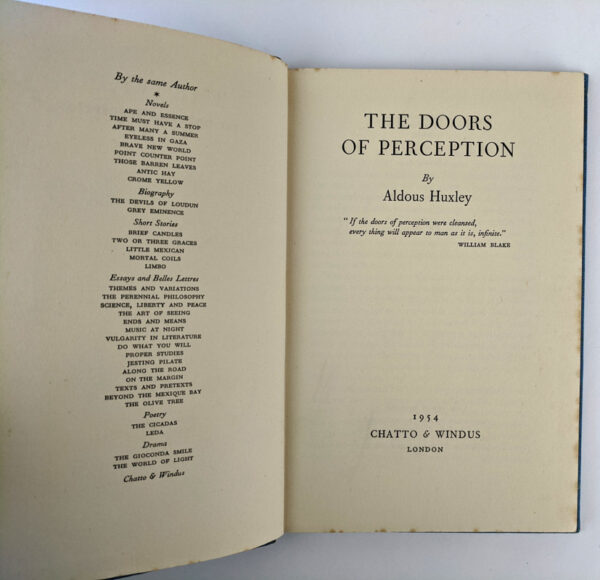 By the same Author
*
Novels
APE AND ESSENCE
TIME MUST HAVE A STOP
AFTER MANY A SUMMER
EYELESS IN GAZA
BRAVE NEW WORLD
POINT COUNTER POINT
THOSE BARREN LEAVES
ANTIC HAY
CROME YELLOW
Biography
THE DEVILS OF LOUDUN
GREY EMINENCE
Short Stories
BRIEF CANDLES
TWO OR THREE GRACES
LITTLE MEXICAN
MORTAL COILS
LIMBO
Essays and Belles Lettres
THEMES AND VARIATIONS
THE PERENNIAL PHILOSOPHY
SCIENCE, LIBERTY AND PEACE
THE ART OF SEEING
ENDS AND MEANS
MUSIC AT NIGHT
VULGARITY IN LITERATURE
DO WHAT YOU WILL
PROPER STUDIES
JESTING PILATE
ALONG THE ROAD
ON THE MARGIN
TEXTS AND PRETEXTS
BEYOND THE MEXIQUE BAY
THE OLIVE TREE
Poetry
THE CICADAS
LEDA
Drama
THE GIOCONDA SMILE
THE WORLD OF LIGHT
Chatto & Windus
THE DOORS
OF PERCEPTION
By
Aldous Huxley
“ If the doors of perception were cleansed,
every thing will appear to man as it is, infinite.”
WILLIAM BLAKE
1954
CHATTO & WINDUS
LONDON